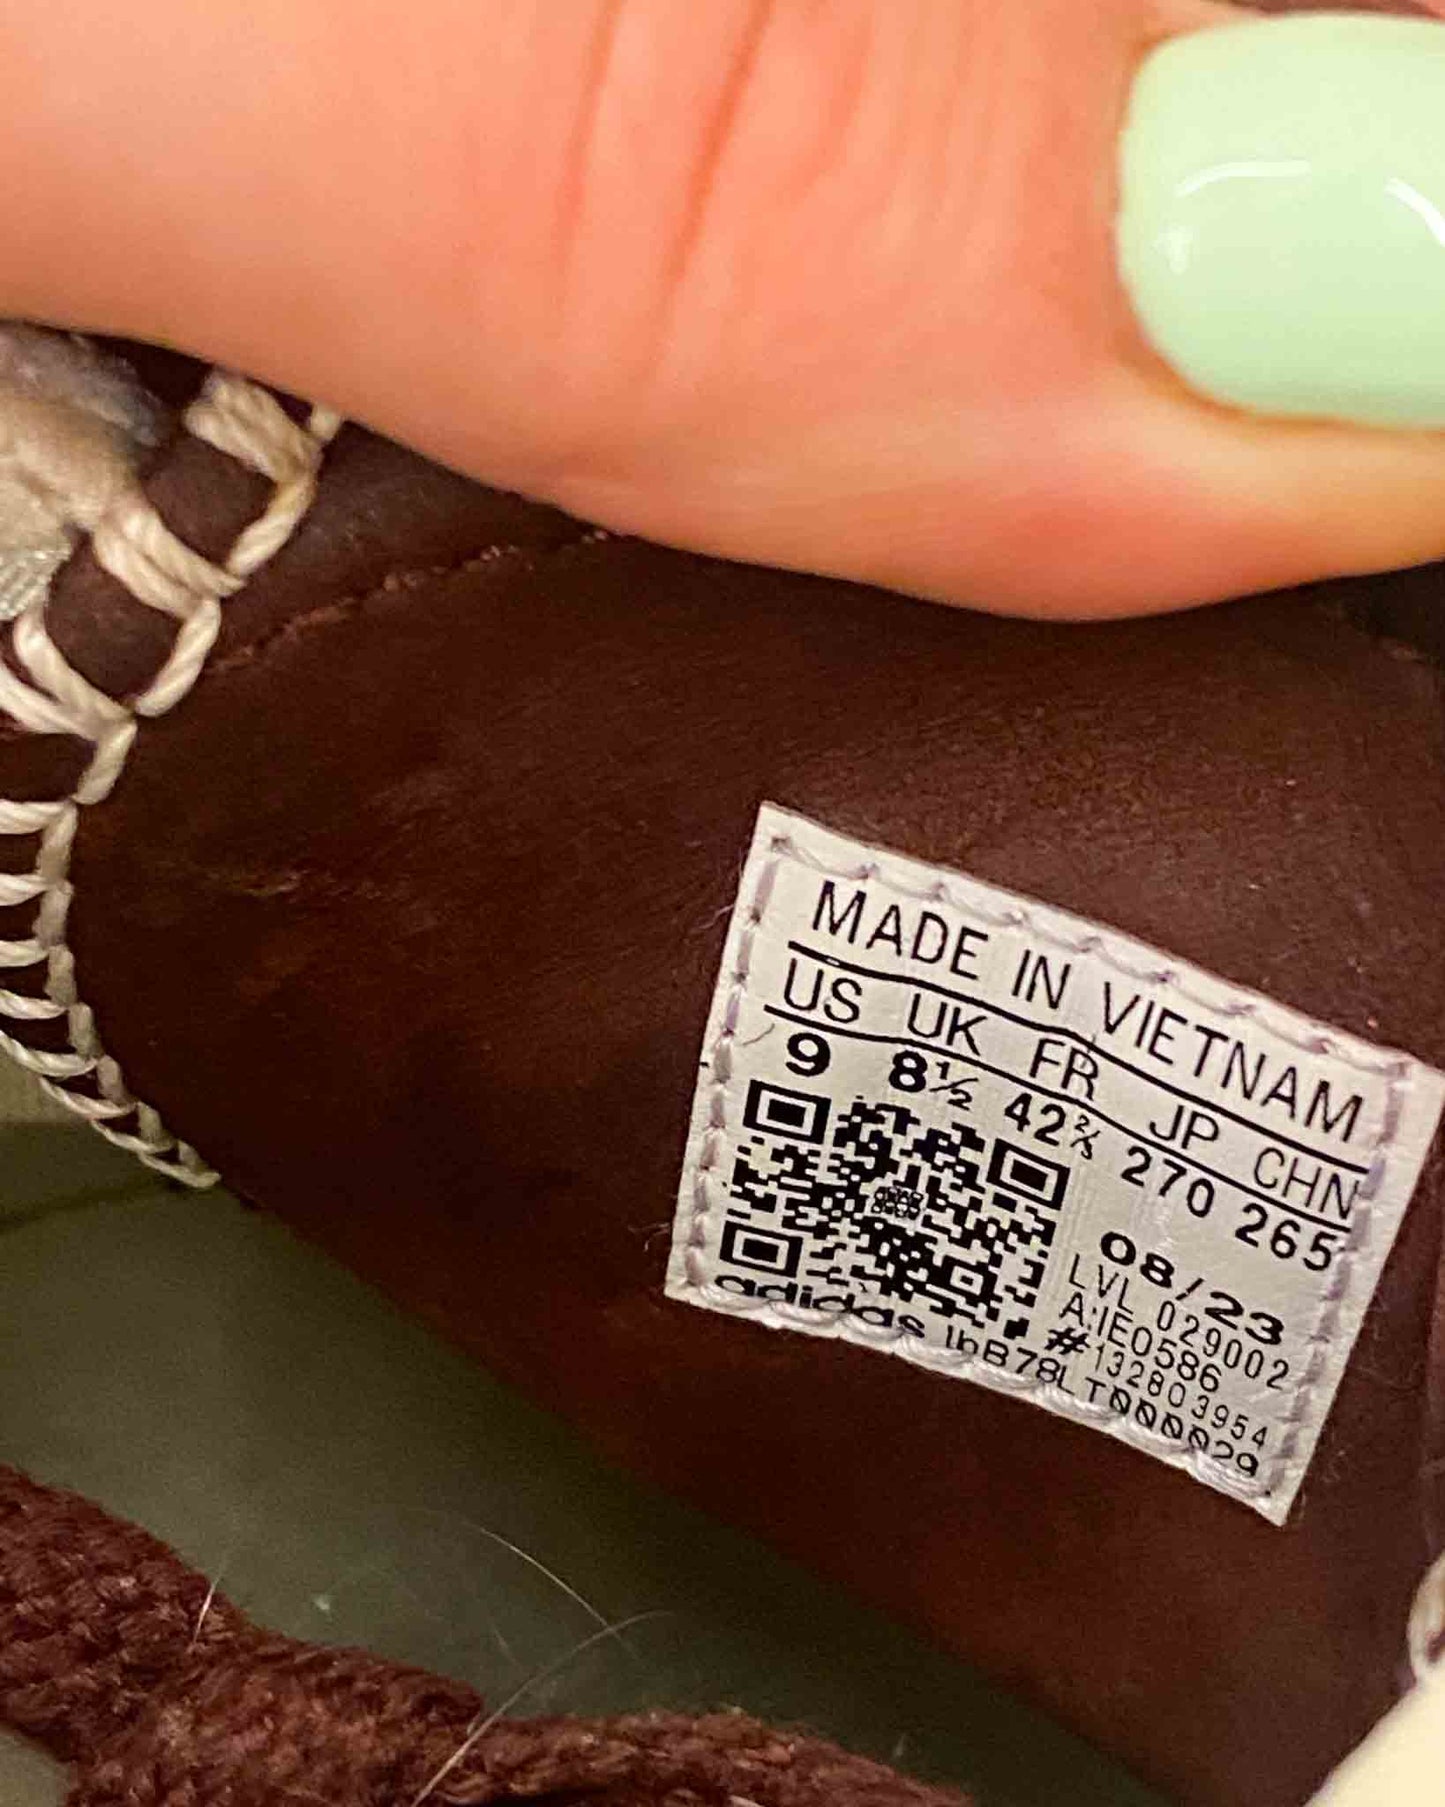 MADE IN VIETNAM
US UK FR JP CHN
9 8½ 42⅔ 270 265
08/23
LVL 029002
A:IE0586
#132803954
adidas 1bB78LT000002q